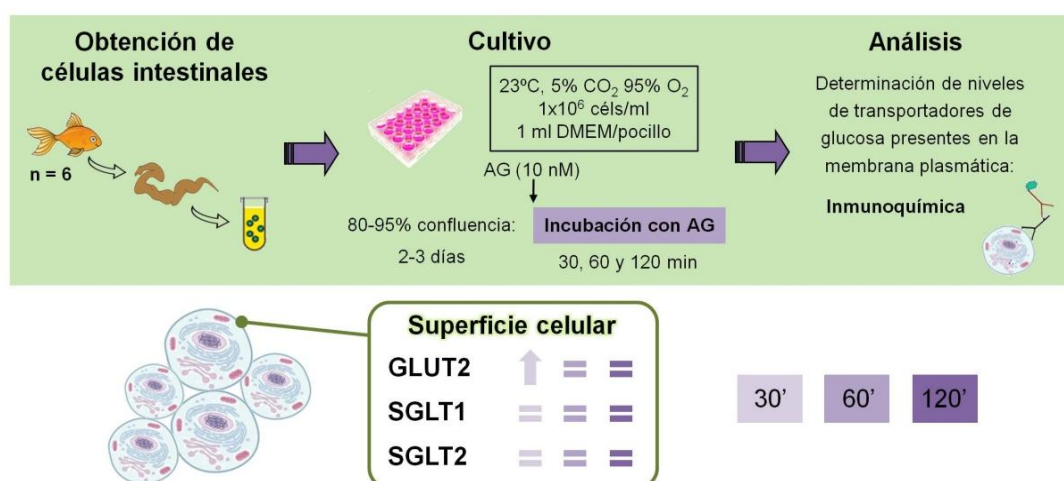 Obtención de
células intestinales
n = 6
Cultivo
23ºC, 5% CO₂ 95% O₂
1x10⁶ céls/ml
1 ml DMEM/pocillo
AG (10 nM)
80-95% confluencia:
2-3 días
Incubación con AG
30, 60 y 120 min
Análisis
Determinación de niveles
de transportadores de
glucosa presentes en la
membrana plasmática:
Inmunoquímica
Superficie celular
GLUT2 = =
SGLT1 = = =
SGLT2 = = =
30’ 60’ 120’